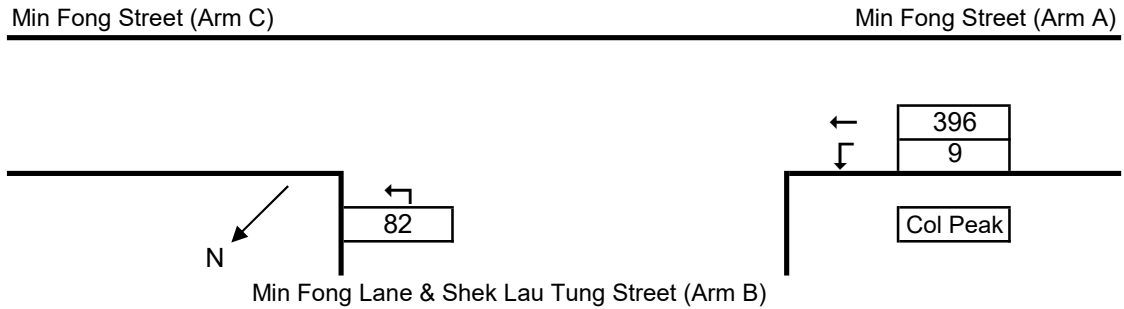 Min Fong Street (Arm C)
Min Fong Street (Arm A)
396
9
82
Col Peak
N
Min Fong Lane & Shek Lau Tung Street (Arm B)